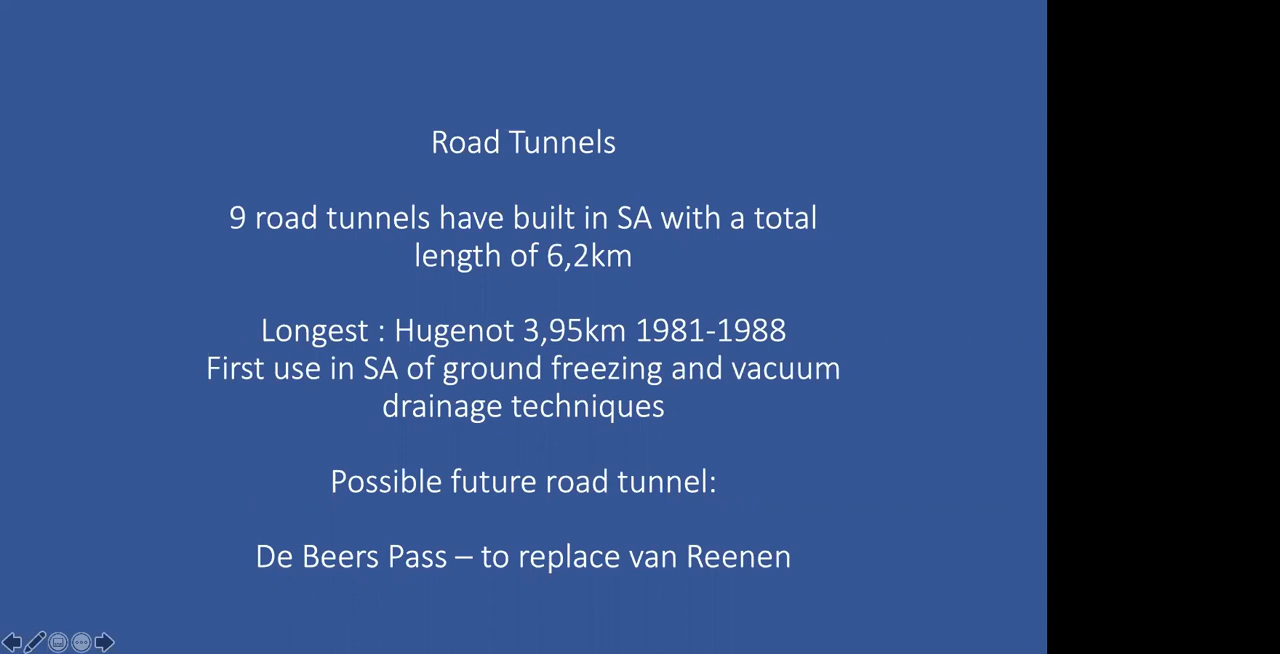 Road Tunnels
9 road tunnels have built in SA with a total
length of 6,2km
Longest : Hugenot 3,95km 1981-1988
First use in SA of ground freezing and vacuum
drainage techniques
Possible future road tunnel:
De Beers Pass – to replace van Reenen